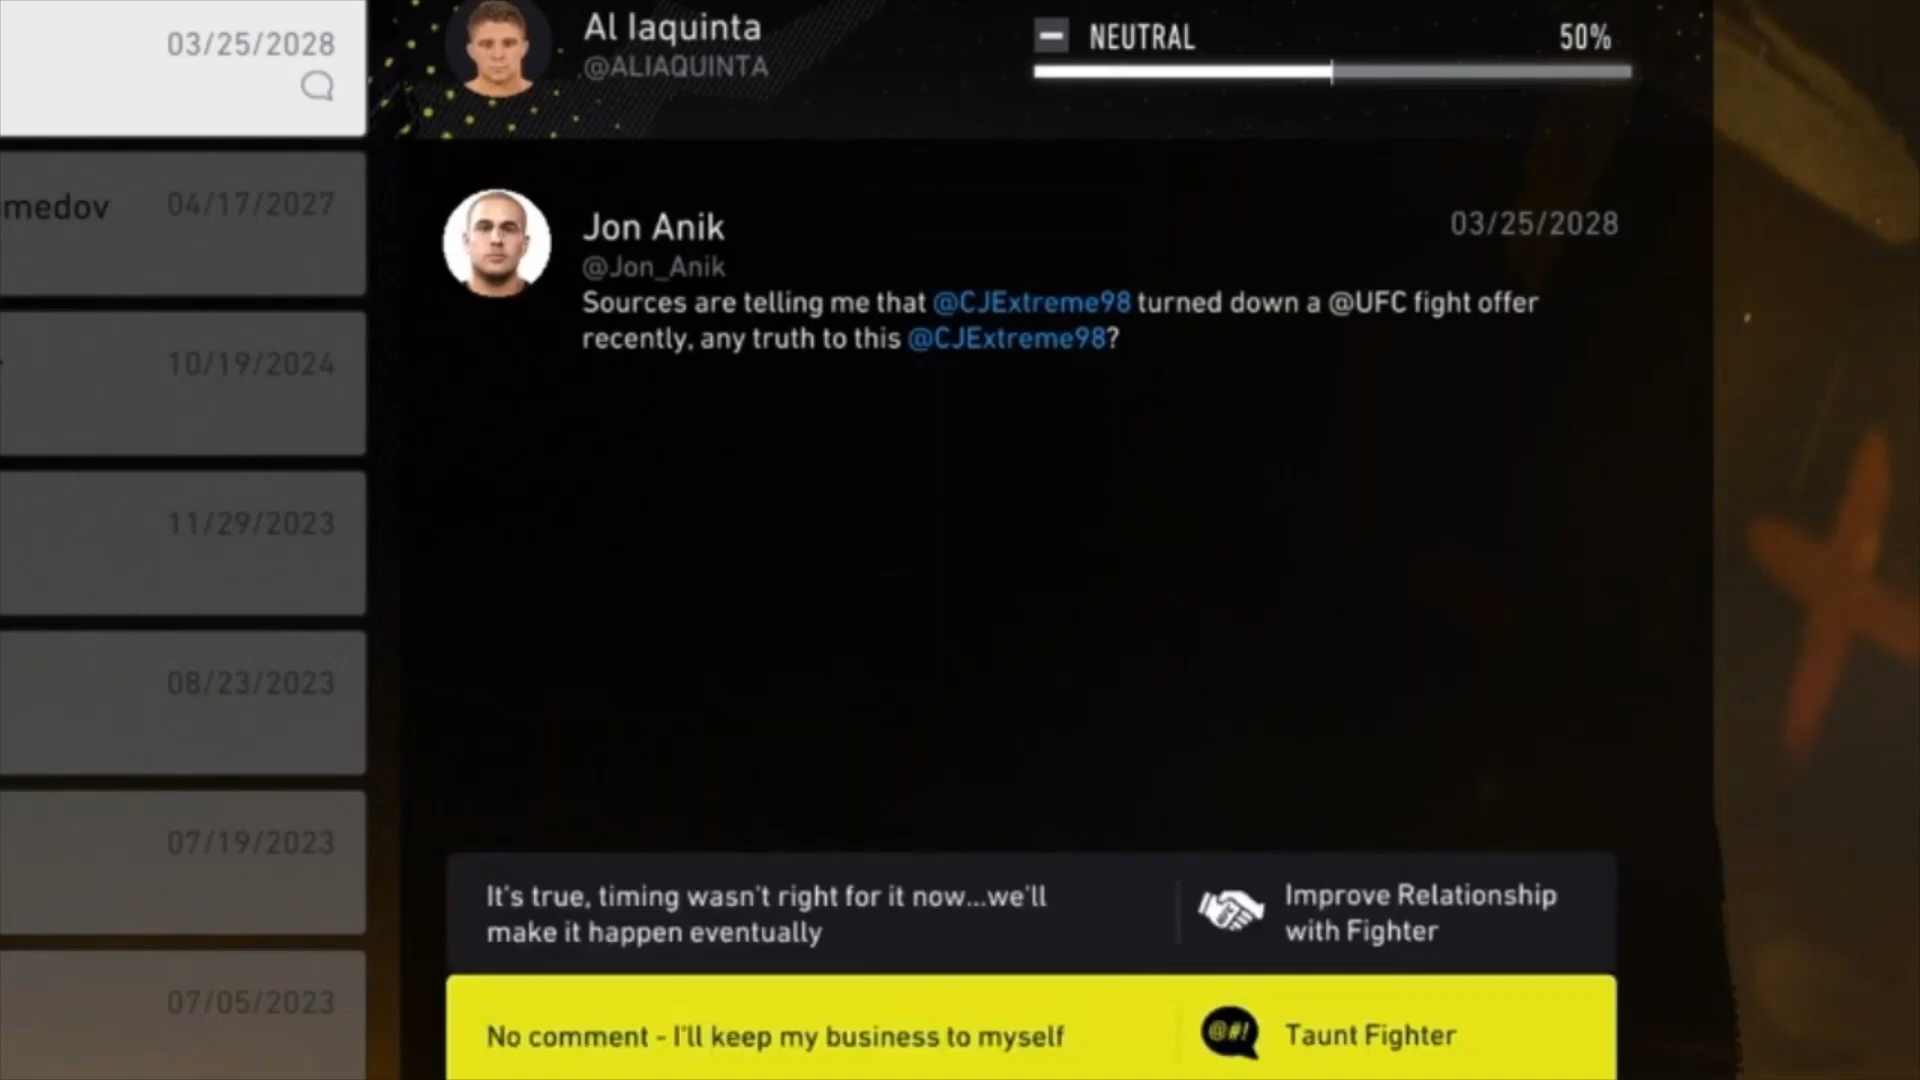 03/25/2028
medov 04/17/2027
10/19/2024
11/29/2023
08/23/2023
07/19/2023
07/05/2023
Al Iaquinta
@ALIAQUINTA
NEUTRAL 50%
Jon Anik 03/25/2028
@Jon_Anik
Sources are telling me that @CJExtreme98 turned down a @UFC fight offer
recently, any truth to this @CJExtreme98?
It's true, timing wasn't right for it now...we'll
make it happen eventually
Improve Relationship
with Fighter
No comment - I'll keep my business to myself
@#!
Taunt Fighter